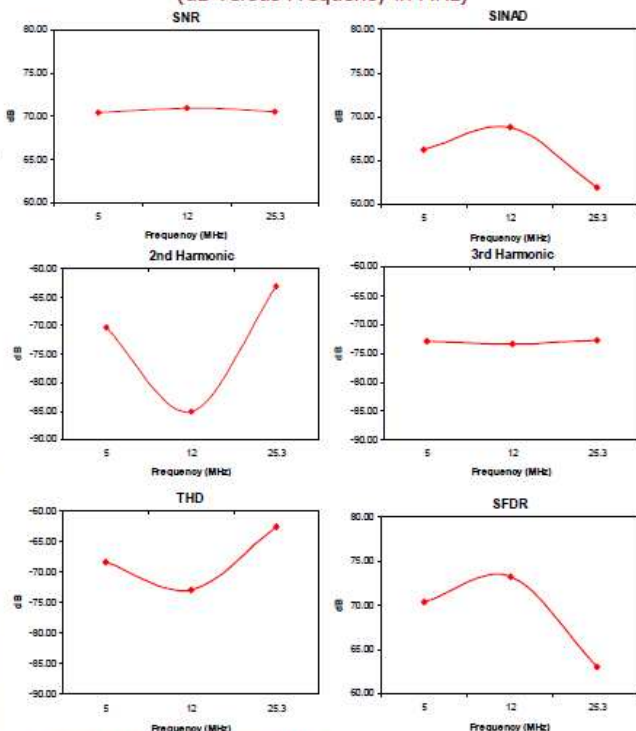 (dB versus Frequency in MHz)
SNR
80.00
75.00
70.00
65.00
60.00
dB
5 12 25.3
Frequency (MHz)
SINAD
80.00
75.00
70.00
65.00
60.00
dB
5 12 25.3
Frequency (MHz)
2nd Harmonic
-60.00
-65.00
-70.00
-75.00
-80.00
-85.00
-90.00
dB
5 12 25.3
Frequency (MHz)
3rd Harmonic
-60.00
-65.00
-70.00
-75.00
-80.00
-85.00
-90.00
dB
5 12 25.3
Frequency (MHz)
THD
-60.00
-65.00
-70.00
-75.00
-80.00
-85.00
-90.00
dB
5 12 25.3
Frequency (MHz)
SFDR
80.00
75.00
70.00
65.00
60.00
dB
5 12 25.3
Frequency (MHz)